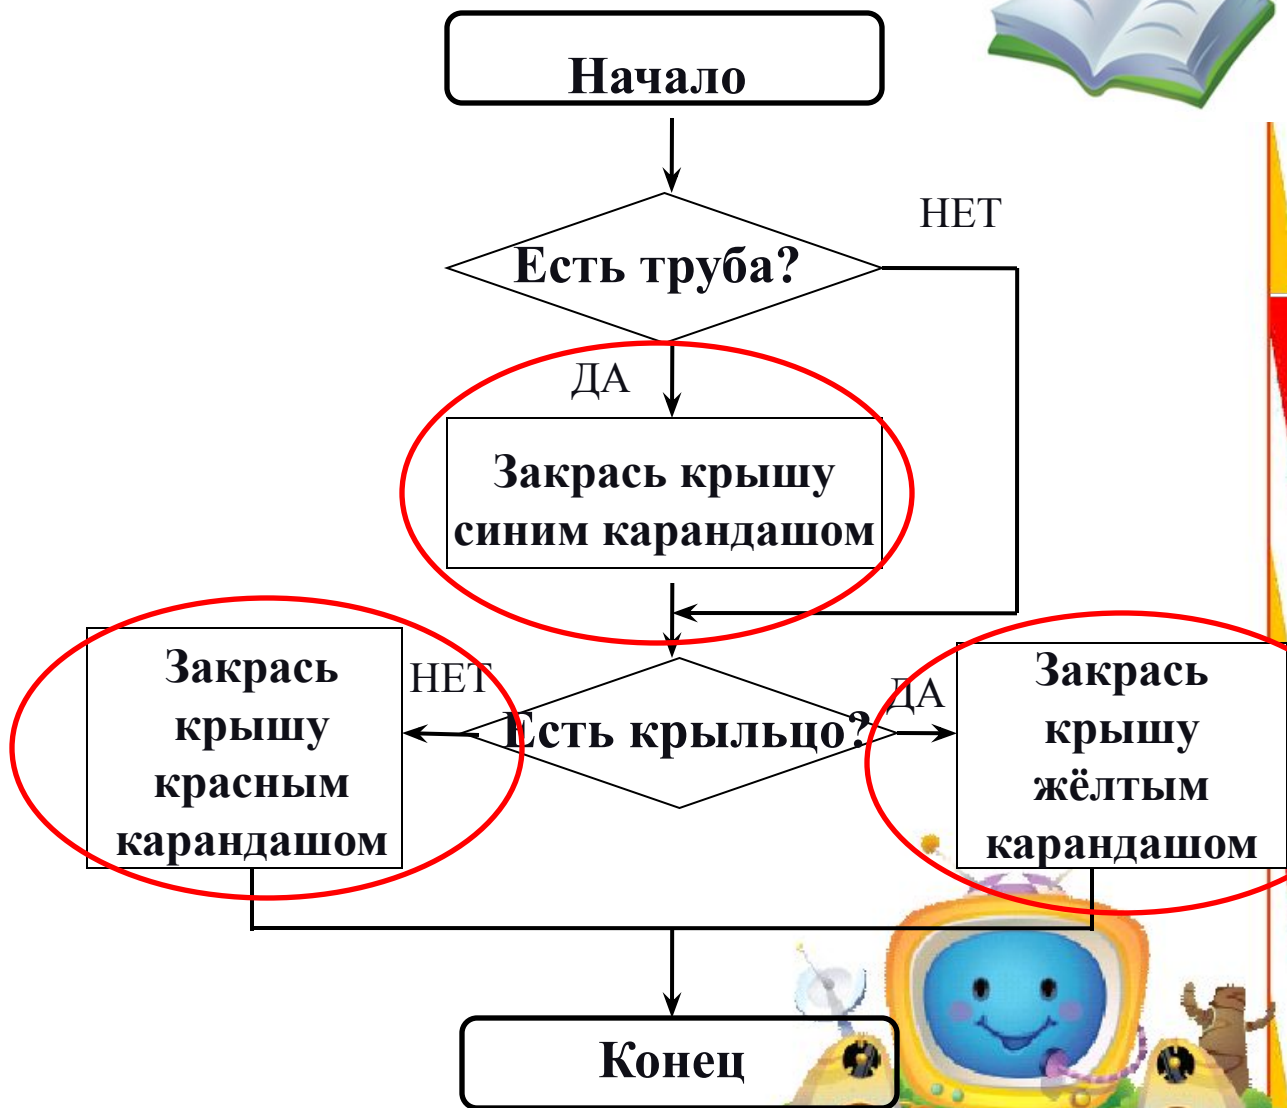 Начало
НЕТ
Есть труба?
ДА
Закрась крышу
синим карандашом
НЕТ
Закрась
крышу
красным
карандашом
Есть крыльцо?
ДА
Закрась
крышу
жёлтым
карандашом
Конец